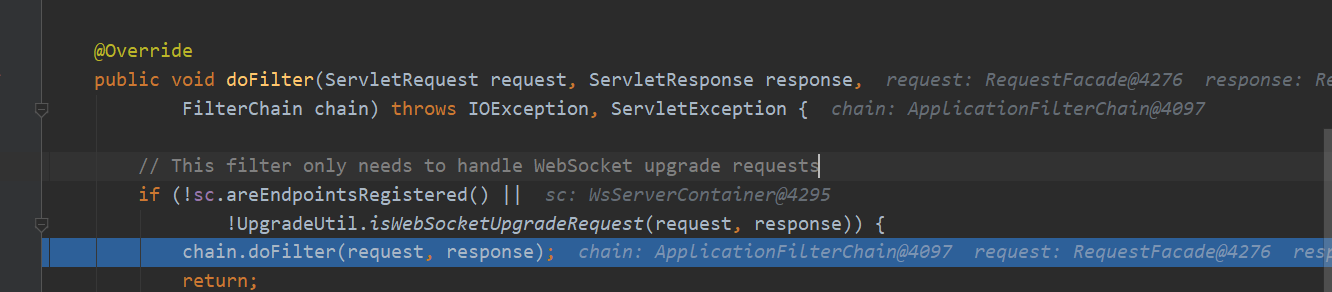 @Override
public void doFilter(ServletRequest request, ServletResponse response,  request: RequestFacade@4276  response: Re
FilterChain chain) throws IOException, ServletException {  chain: ApplicationFilterChain@4097
// This filter only needs to handle WebSocket upgrade requests
if (!sc.areEndpointsRegistered() ||  sc: WsServerContainer@4295
!UpgradeUtil.isWebSocketUpgradeRequest(request, response)) {
chain.doFilter(request, response);  chain: ApplicationFilterChain@4097  request: RequestFacade@4276  resp
return;